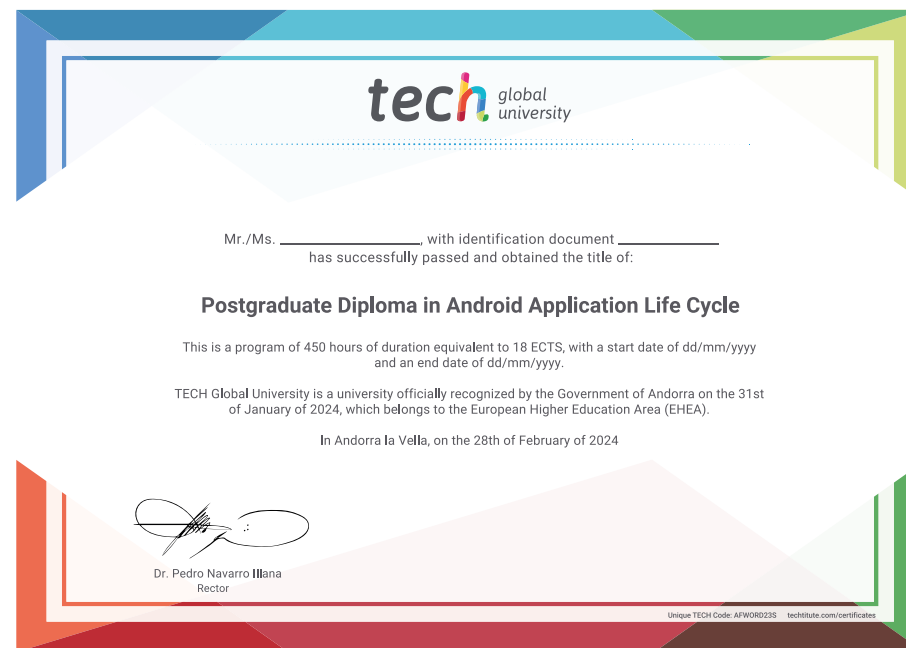 tech global
university
Mr./Ms. ____________, with identification document ____________
has successfully passed and obtained the title of:
Postgraduate Diploma in Android Application Life Cycle
This is a program of 450 hours of duration equivalent to 18 ECTS, with a start date of dd/mm/yyyy
and an end date of dd/mm/yyyy.
TECH Global University is a university officially recognized by the Government of Andorra on the 31st
of January of 2024, which belongs to the European Higher Education Area (EHEA).
In Andorra la Vella, on the 28th of February of 2024
Dr. Pedro Navarro Illana
Rector
Unique TECH Code: AFWORD23S techtitute.com/certificates